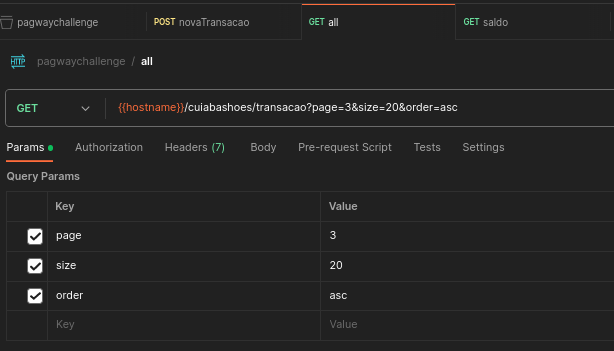 pagwaychallenge POST novaTransacao GET all GET saldo
HTTP pagwaychallenge / all
GET {{hostname}}/cuiabashoes/transacao?page=3&size=20&order=asc
Params Authorization Headers (7) Body Pre-request Script Tests Settings
Query Params
Key Value
page 3
size 20
order asc
Key Value